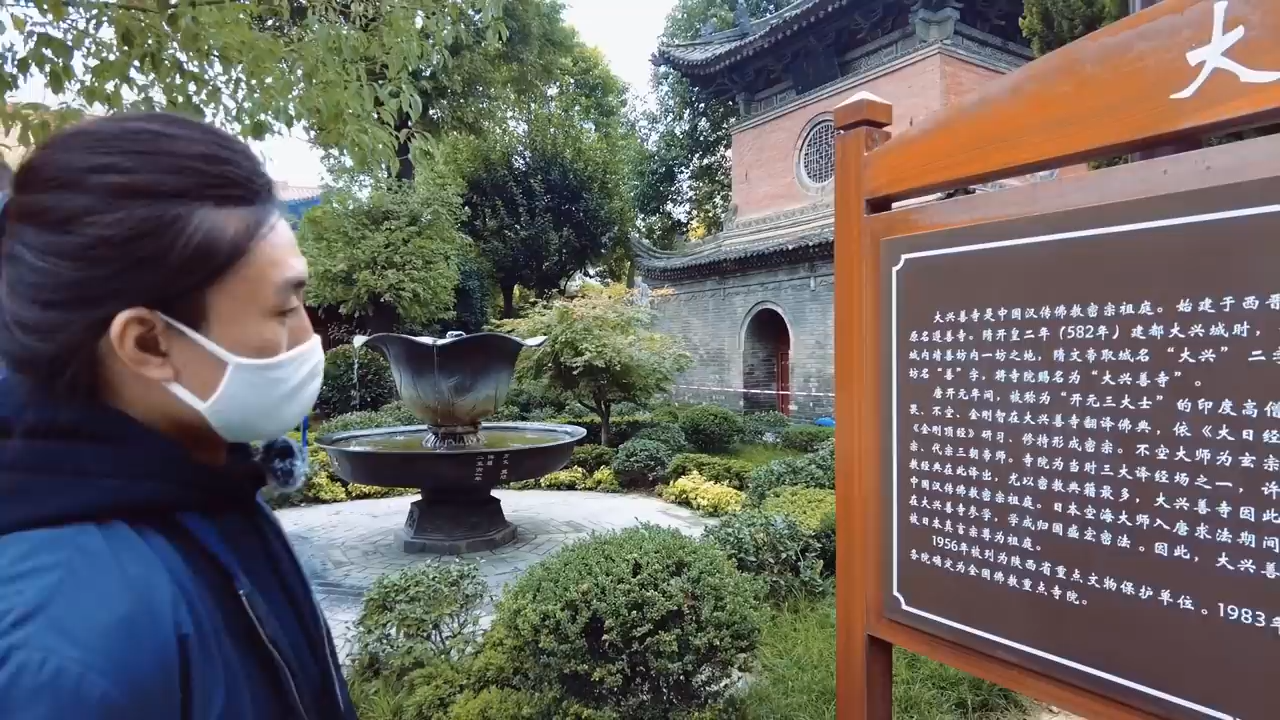 大
大兴善寺是中国汉传佛教密宗祖庭。始建于西晋
原名遵善寺。隋开皇二年(582年)建都大兴城时,
城内靖善坊内一坊之地,隋文帝取城名“大兴”二
坊名“善”字,将寺院赐名为“大兴善寺”。
唐开元年间,被称为“开元三大士”的印度高僧
畏、不空、金刚智在大兴善寺翻译佛典,依《大日经
《金刚顶经》研习、修持形成密宗。不空大师为玄宗
宗、代宗三朝帝师。寺院为当时三大译经场之一,许
教经典在此译出,尤以密教典籍最多,大兴善寺因此
中国汉传佛教密宗祖庭。日本空海大师入唐求法期间
在大兴善寺参学,学成归国盛宏密法。因此,大兴善
被日本真言宗尊为祖庭。
1956年被列为陕西省重点文物保护单位。1983年
务院确定为全国佛教重点寺院。